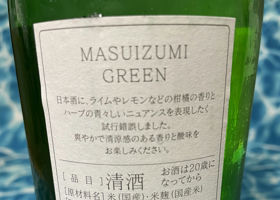 MASUIZUMI
GREEN
日本酒に、ライムやレモンなどの柑橘の香りと
ハーブの青々しいニュアンスを表現したく
試行錯誤しました。
爽やかで清涼感のある香りと酸味を
お楽しみください。
[品目]清酒 お酒は20歳に
なってから
[原材料名]米(国産)・米麹(国産米)